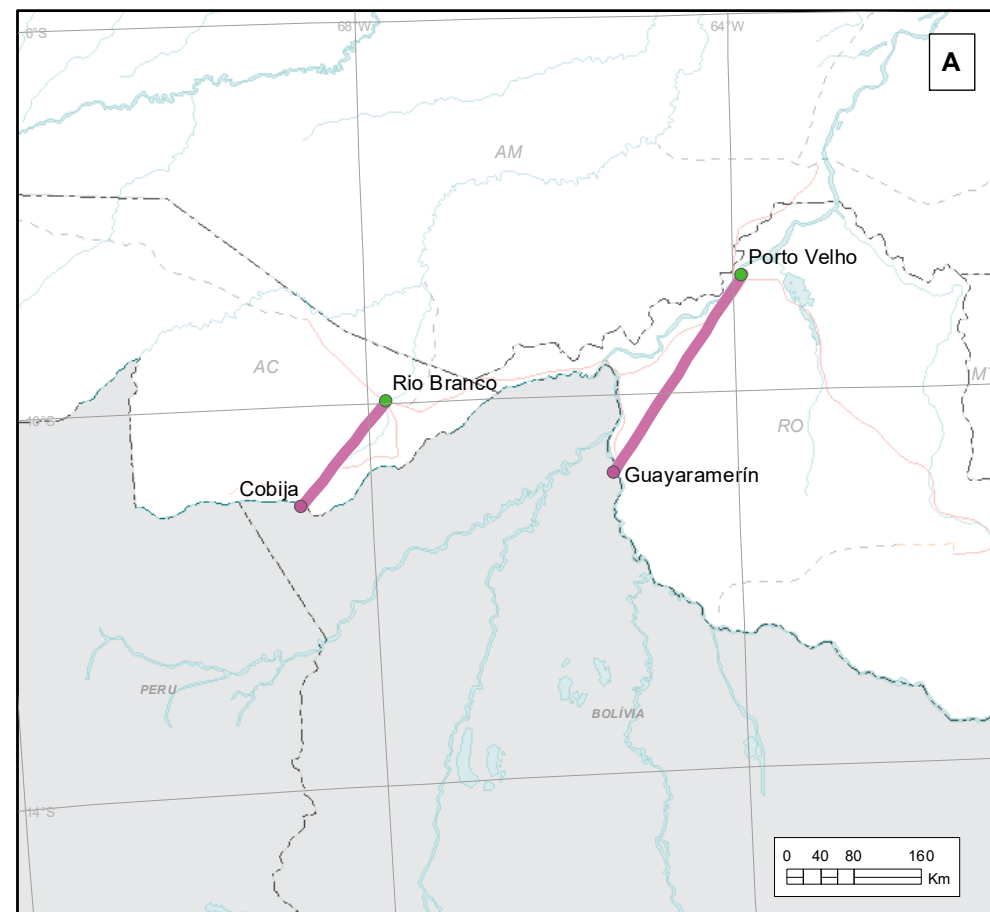 6°S
68°W
64°W
A
AM
Porto Velho
AC
Rio Branco
MT
10°S
RO
Cobija
Guayaramerín
PERU
BOLÍVIA
14°S
0 40 80 160
Km